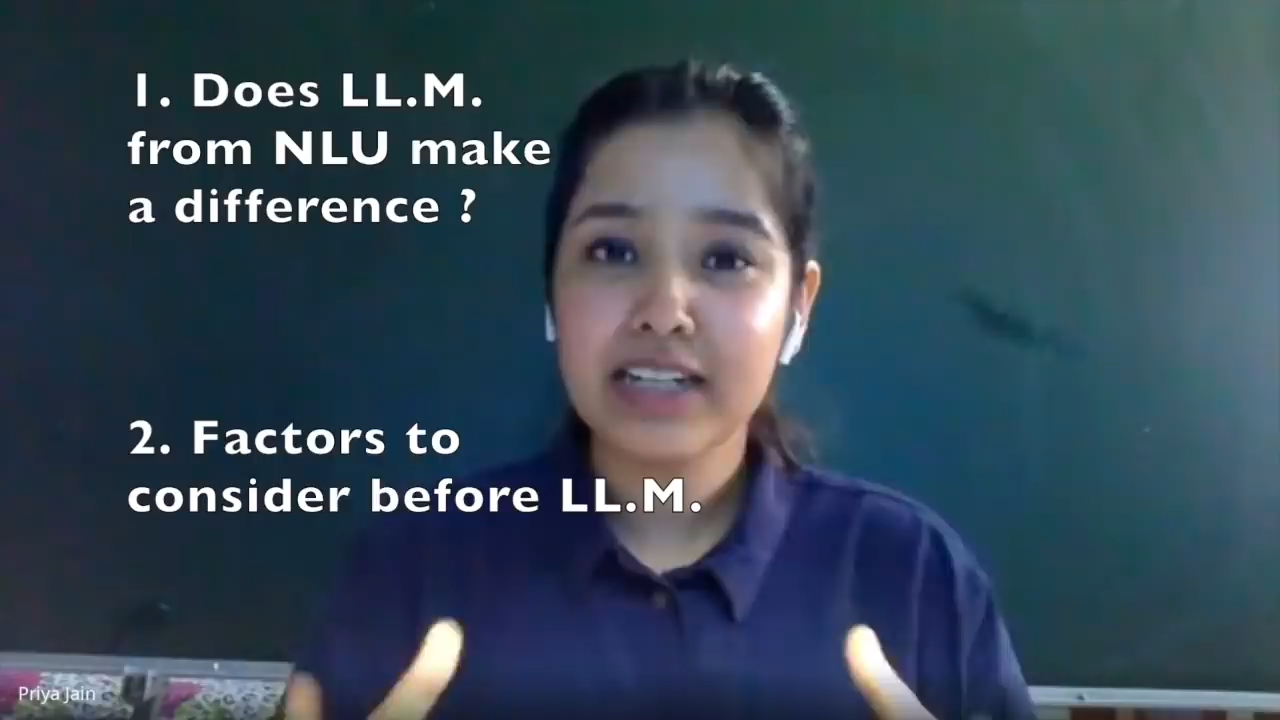 1. Does LL.M.
from NLU make
a difference ?
2. Factors to
consider before LL.M.
Priya Jain